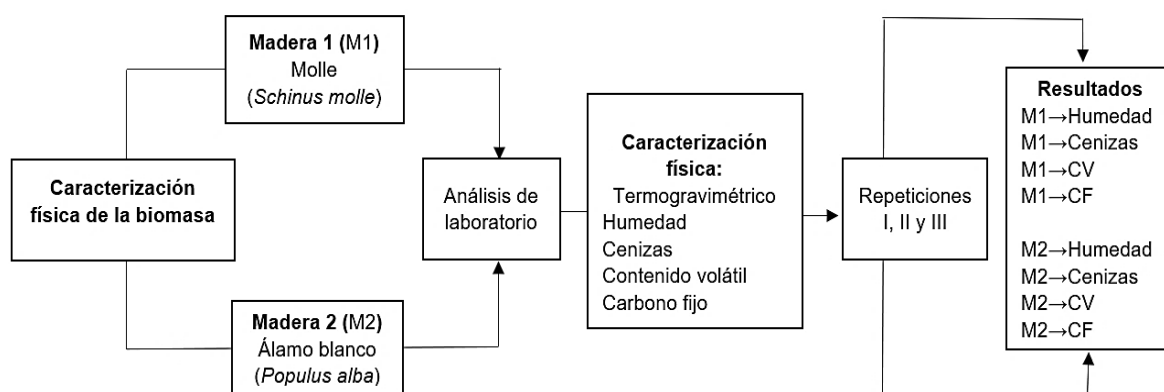 Caracterización
física de la biomasa
Madera 1 (M1)
Molle
(Schinus molle)
Madera 2 (M2)
Álamo blanco
(Populus alba)
Análisis de
laboratorio
Caracterización
física:
Termogravimétrico
Humedad
Cenizas
Contenido volátil
Carbono fijo
Repeticiones
I, II y III
Resultados
M1→Humedad
M1→Cenizas
M1→CV
M1→CF
M2→Humedad
M2→Cenizas
M2→CV
M2→CF